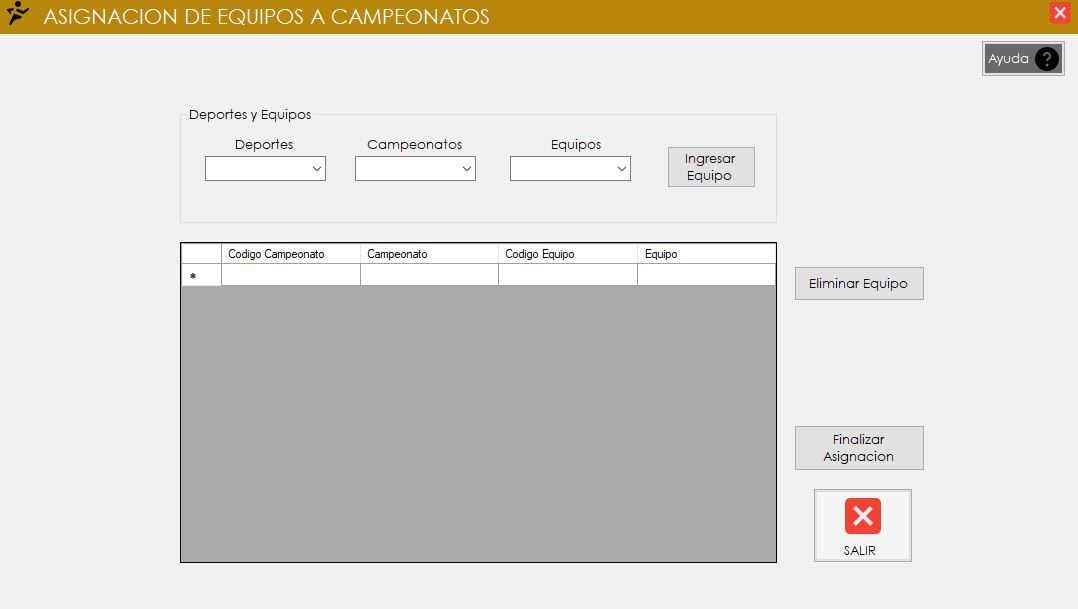 ASIGNACION DE EQUIPOS A CAMPEONATOS
Ayuda ?
Deportes y Equipos
Deportes Campeonatos Equipos
Ingresar
Equipo
Codigo Campeonato Campeonato Codigo Equipo Equipo
*
Eliminar Equipo
Finalizar
Asignacion
SALIR